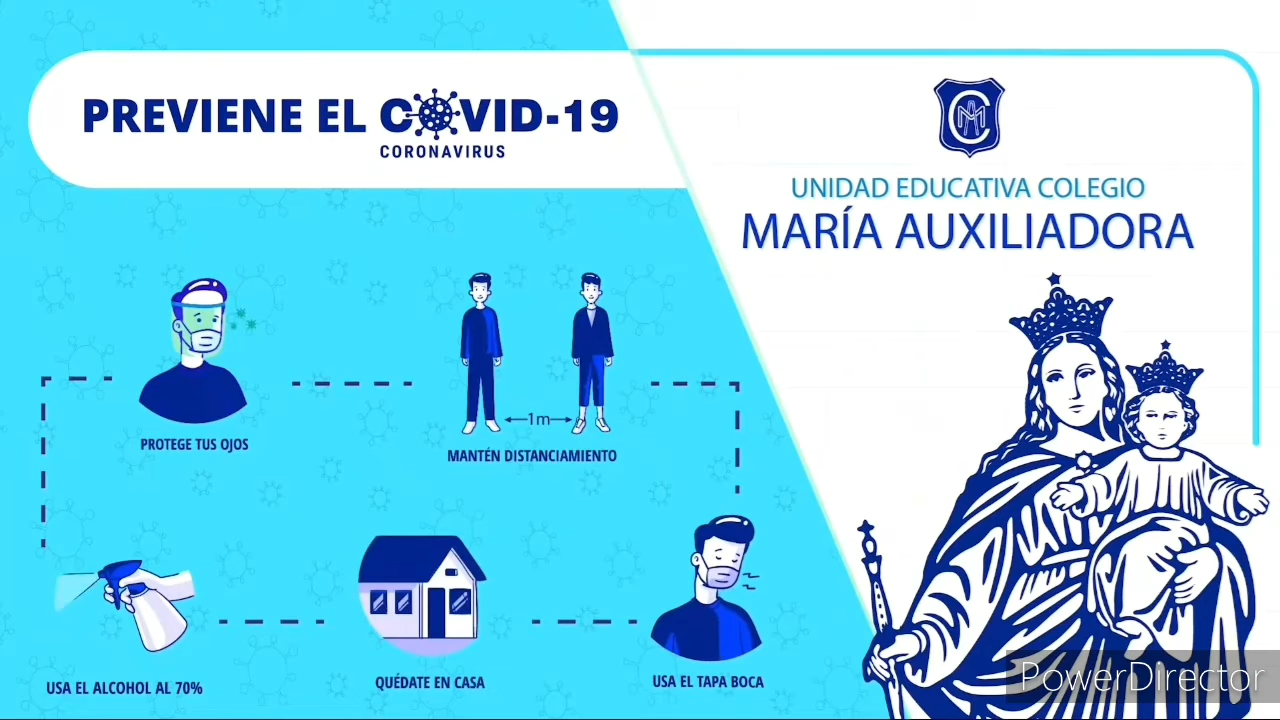 PREVIENE EL COVID-19
CORONAVIRUS
UNIDAD EDUCATIVA COLEGIO
MARÍA AUXILIADORA
PROTEGE TUS OJOS
1m
MANTÉN DISTANCIAMIENTO
USA EL ALCOHOL AL 70%
QUÉDATE EN CASA
USA EL TAPA BOCA
PowerDirector